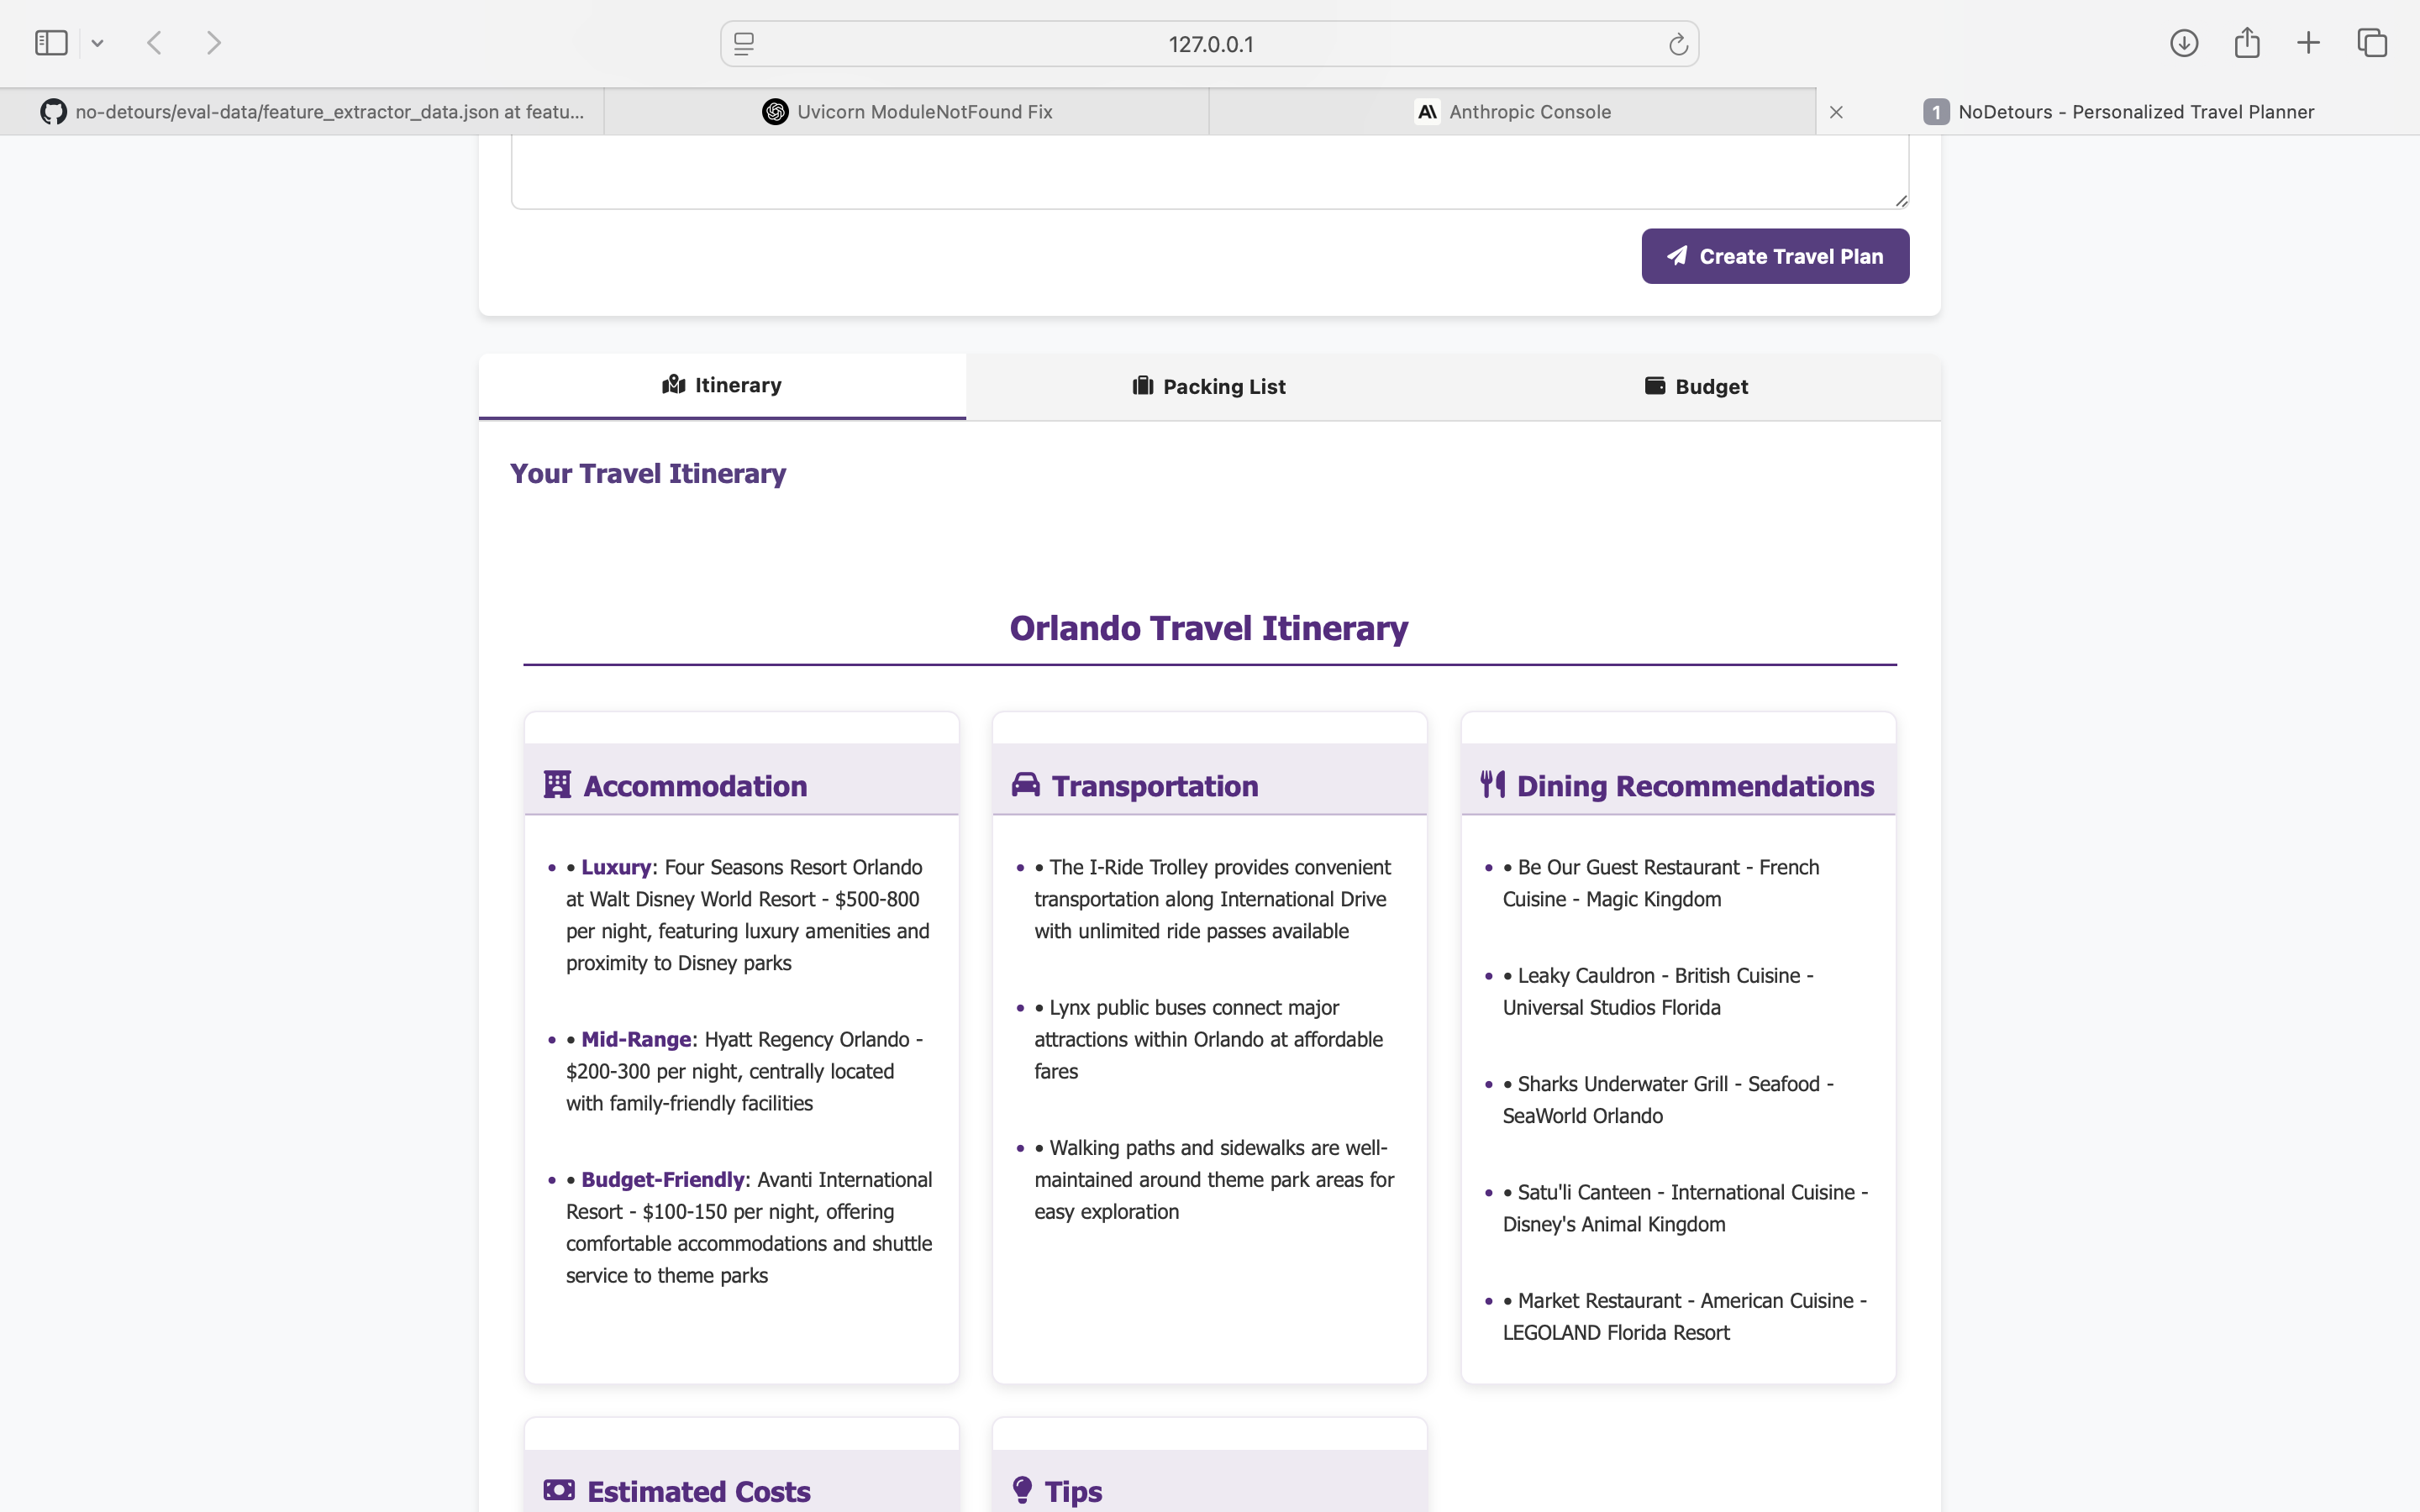 127.0.0.1
no-detours/eval-data/feature_extractor_data.json at featu...
Uvicorn ModuleNotFound Fix
Anthropic Console
1 NoDetours - Personalized Travel Planner
Create Travel Plan
Itinerary
Packing List
Budget
Your Travel Itinerary
Orlando Travel Itinerary
Accommodation
• • Luxury: Four Seasons Resort Orlando
at Walt Disney World Resort - $500-800
per night, featuring luxury amenities and
proximity to Disney parks
• • Mid-Range: Hyatt Regency Orlando -
$200-300 per night, centrally located
with family-friendly facilities
• • Budget-Friendly: Avanti International
Resort - $100-150 per night, offering
comfortable accommodations and shuttle
service to theme parks
Transportation
• • The I-Ride Trolley provides convenient
transportation along International Drive
with unlimited ride passes available
• • Lynx public buses connect major
attractions within Orlando at affordable
fares
• • Walking paths and sidewalks are well-
maintained around theme park areas for
easy exploration
Dining Recommendations
• • Be Our Guest Restaurant - French
Cuisine - Magic Kingdom
• • Leaky Cauldron - British Cuisine -
Universal Studios Florida
• • Sharks Underwater Grill - Seafood -
SeaWorld Orlando
• • Satu'li Canteen - International Cuisine -
Disney's Animal Kingdom
• • Market Restaurant - American Cuisine -
LEGOLAND Florida Resort
Estimated Costs
Tips